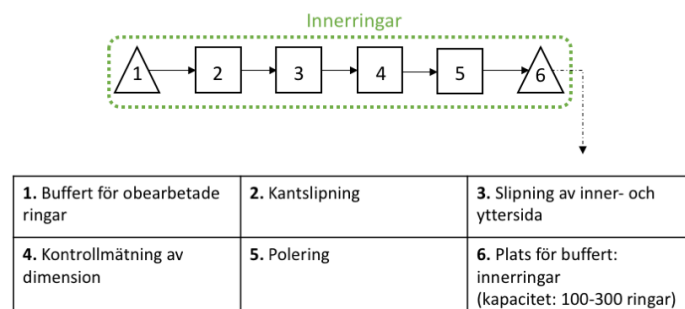 Innerringar
1 2 3 4 5 6
1. Buffert för obearbetade
ringar
2. Kantslipning
3. Slipning av inner- och
yttersida
4. Kontrollmätning av
dimension
5. Polering
6. Plats för buffert:
innerringar
(kapacitet: 100-300 ringar)